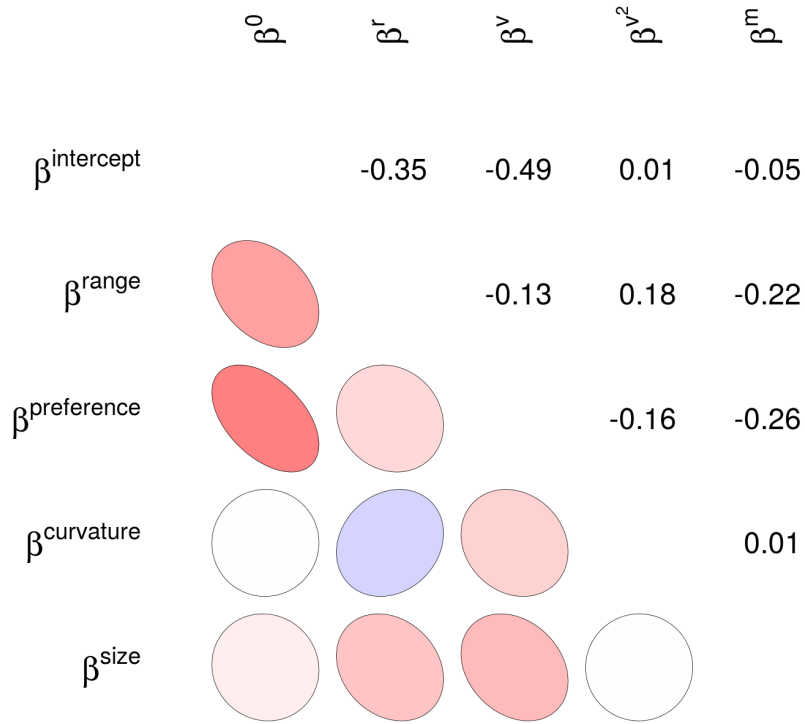 β⁰ βʳ βᵛ βᵛ² βᵐ
βintercept -0.35 -0.49 0.01 -0.05
βrange -0.13 0.18 -0.22
βpreference -0.16 -0.26
βcurvature 0.01
βsize